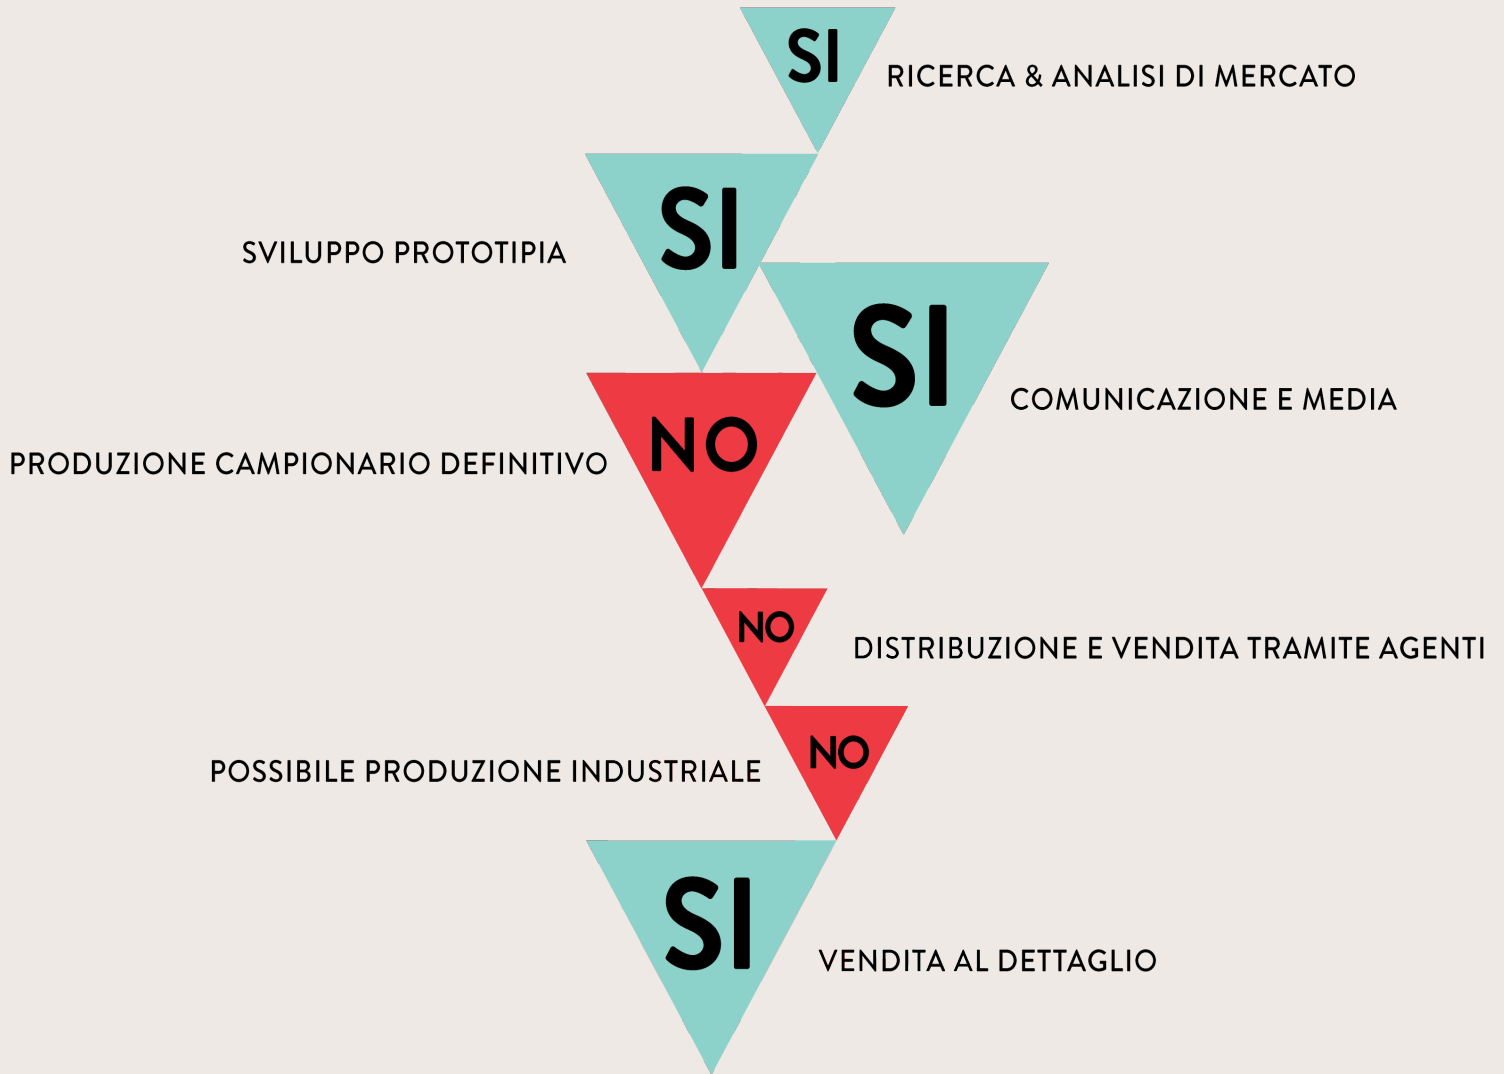 SI
RICERCA & ANALISI DI MERCATO
SI
SVILUPPO PROTOTIPIA
SI
COMUNICAZIONE E MEDIA
NO
PRODUZIONE CAMPIONARIO DEFINITIVO
NO
DISTRIBUZIONE E VENDITA TRAMITE AGENTI
NO
POSSIBILE PRODUZIONE INDUSTRIALE
SI
VENDITA AL DETTAGLIO